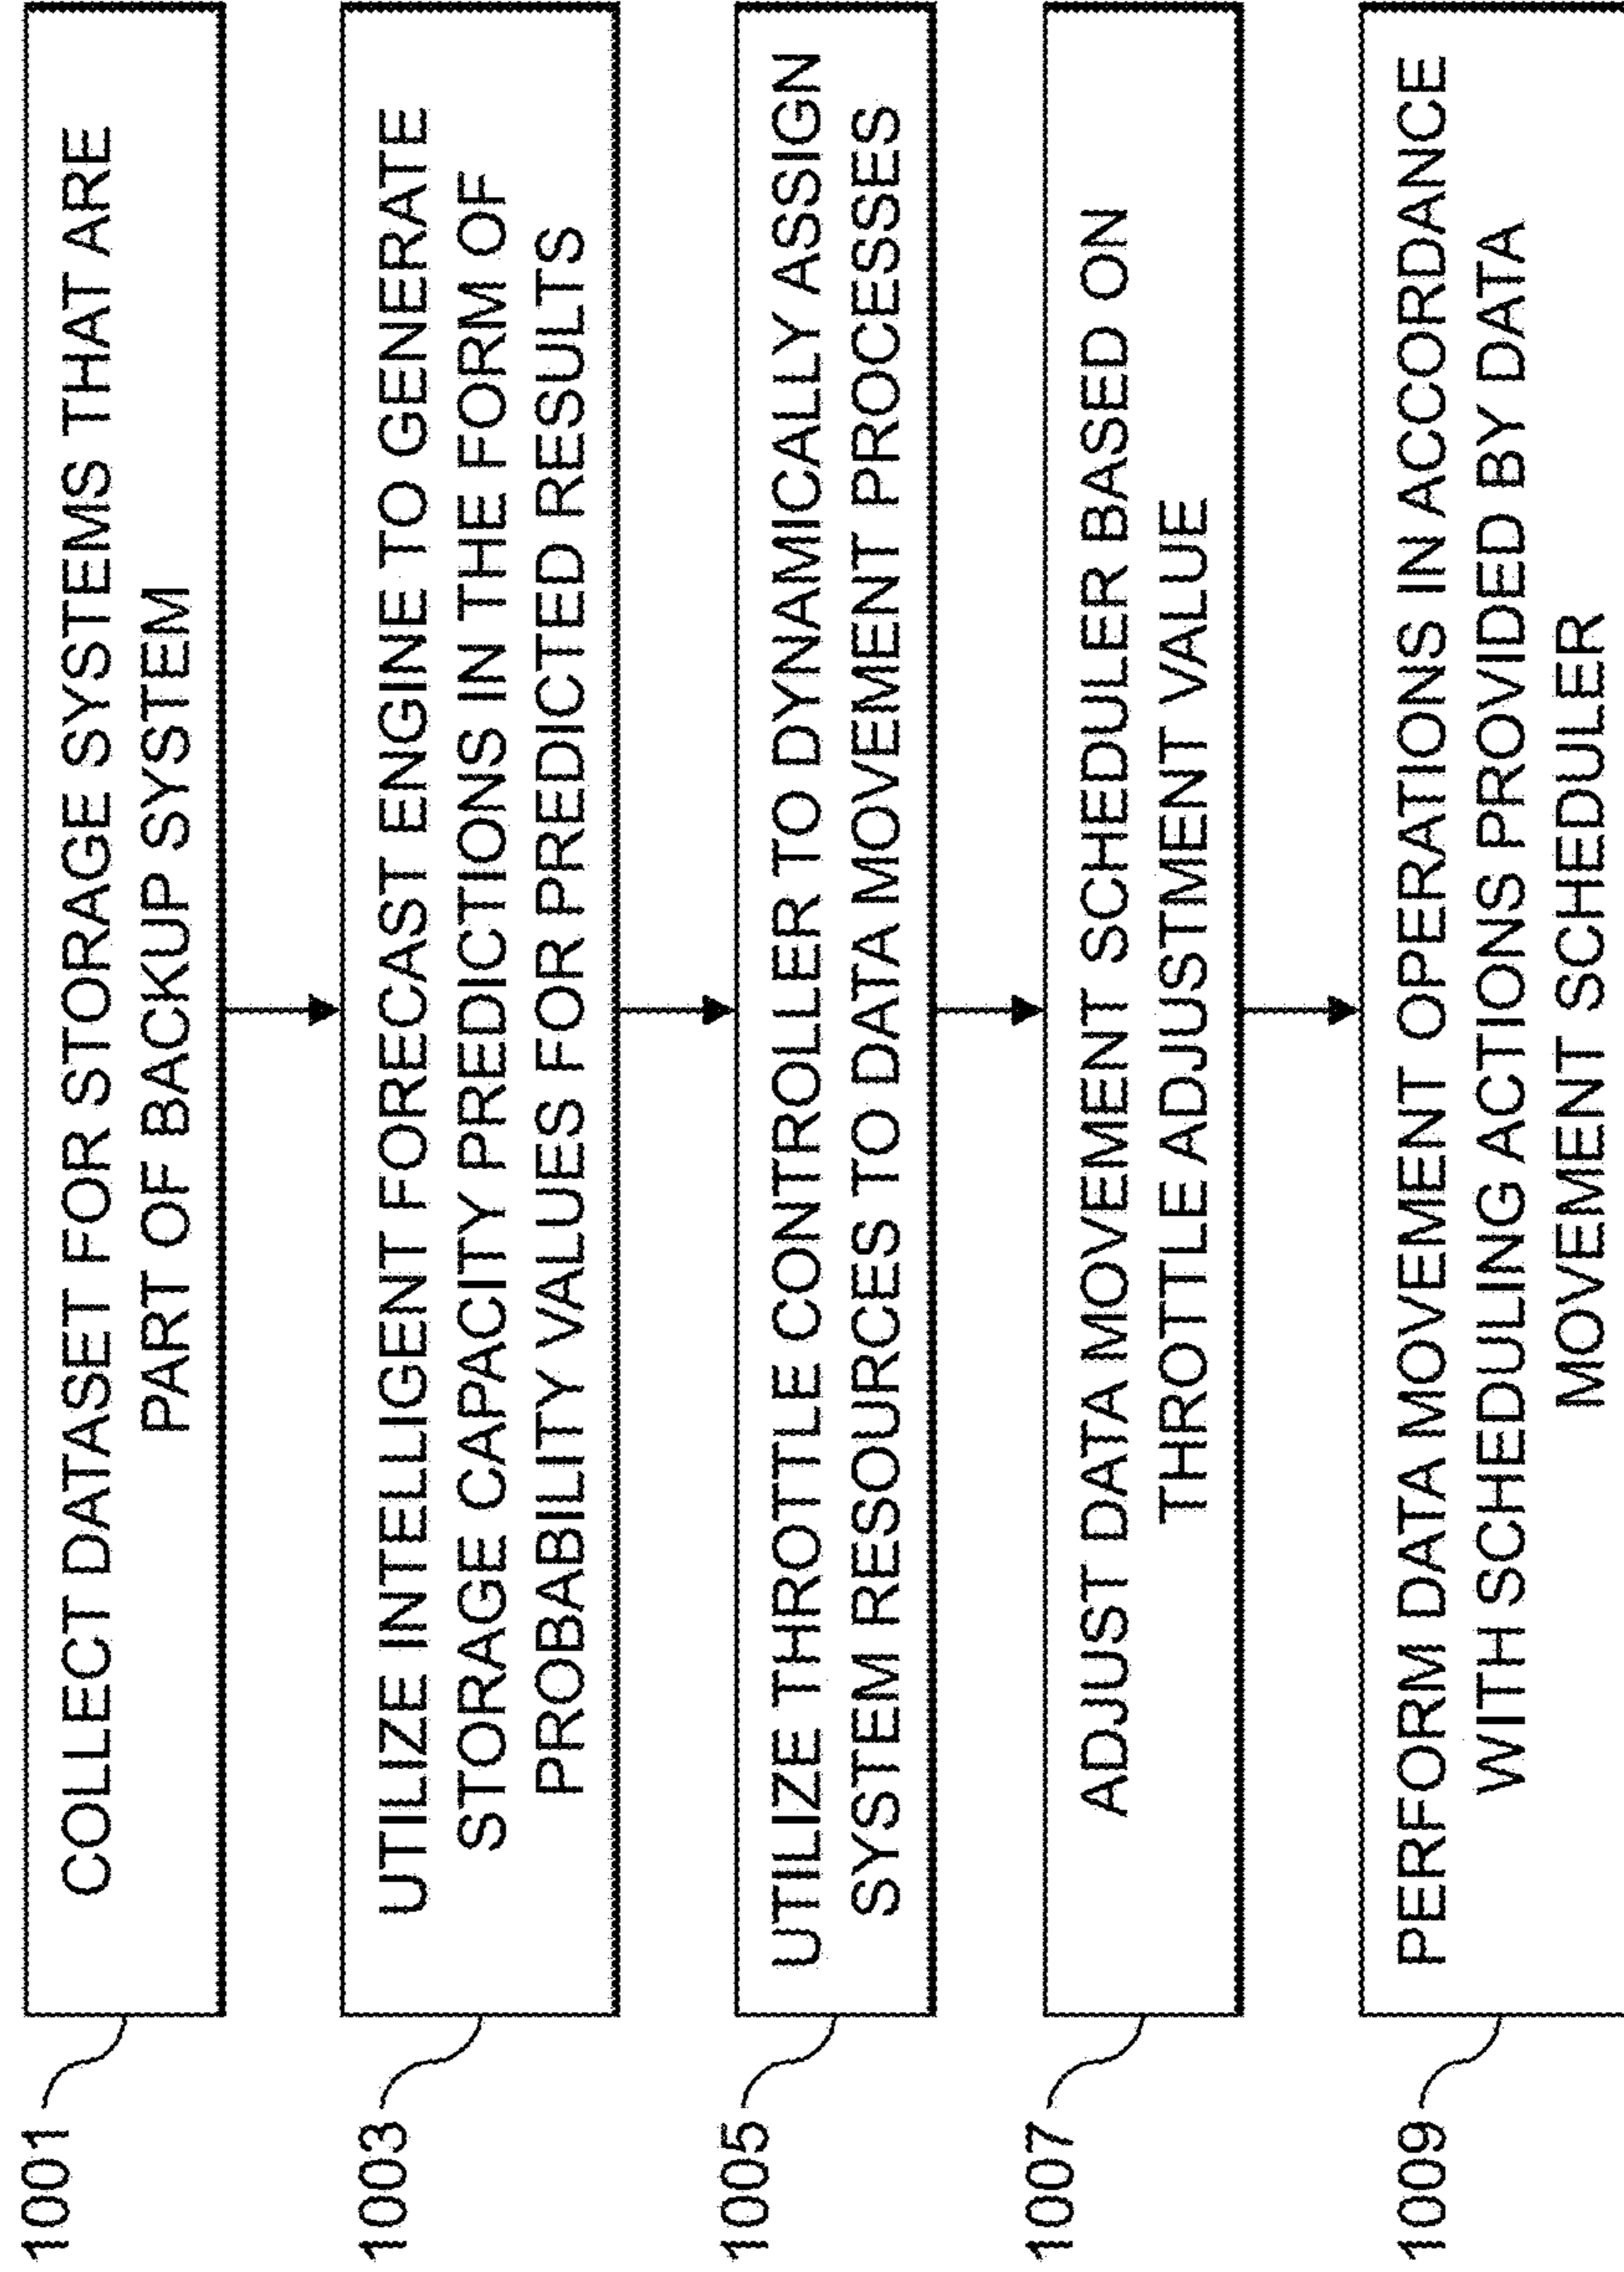 1001
COLLECT DATASET FOR STORAGE SYSTEMS THAT ARE
PART OF BACKUP SYSTEM
1003
UTILIZE INTELLIGENT FORECAST ENGINE TO GENERATE
STORAGE CAPACITY PREDICTIONS IN THE FORM OF
PROBABILITY VALUES FOR PREDICTED RESULTS
1005
UTILIZE THROTTLE CONTROLLER TO DYNAMICALLY ASSIGN
SYSTEM RESOURCES TO DATA MOVEMENT PROCESSES
1007
ADJUST DATA MOVEMENT SCHEDULER BASED ON
THROTTLE ADJUSTMENT VALUE
1009
PERFORM DATA MOVEMENT OPERATIONS IN ACCORDANCE
WITH SCHEDULING ACTIONS PROVIDED BY DATA
MOVEMENT SCHEDULER